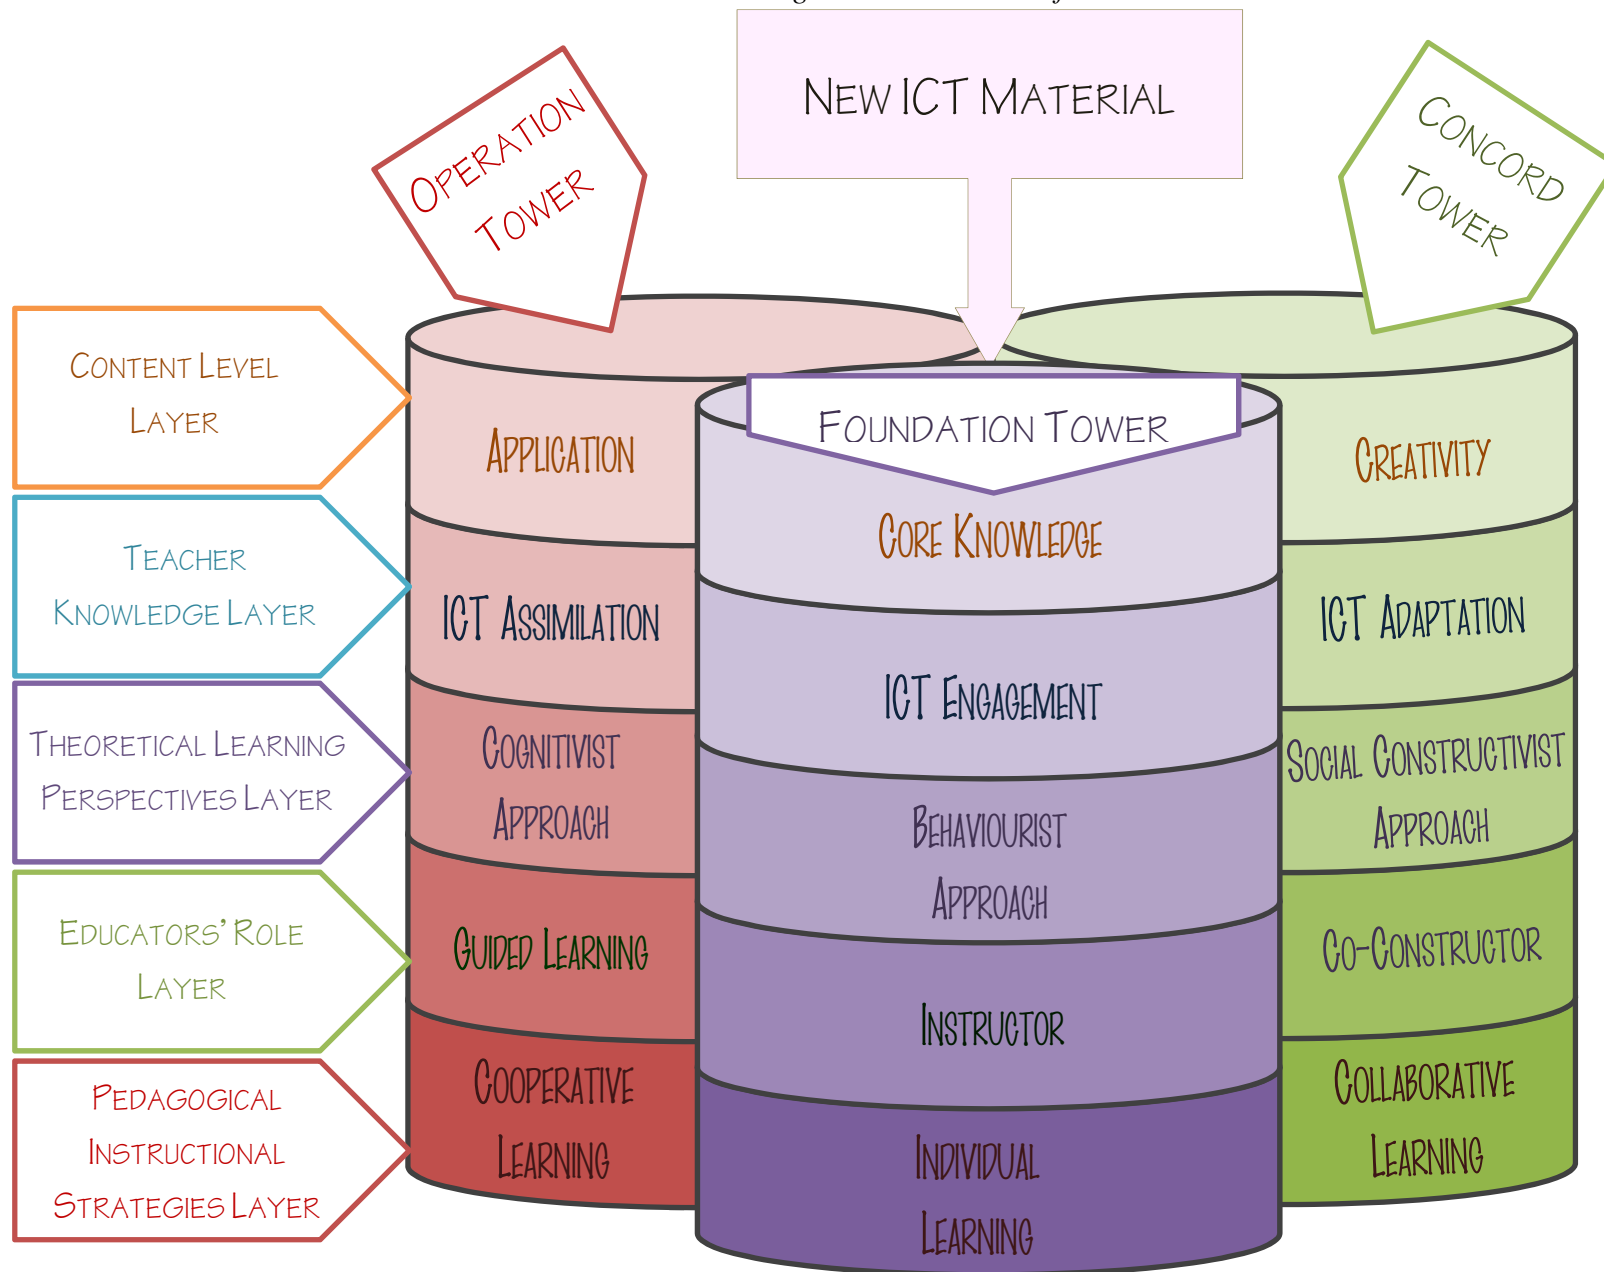 New ICT Material
Operation
Tower
Concord
Tower
Foundation Tower
Content Level
Layer
Application
Core Knowledge
Creativity
Teacher
Knowledge Layer
ICT Assimilation
ICT Engagement
ICT Adaptation
Theoretical Learning
Perspectives Layer
Cognitivist
Approach
Behaviourist
Approach
Social Constructivist
Approach
Educators' Role
Layer
Guided Learning
Instructor
Co-Constructor
Pedagogical
Instructional
Strategies Layer
Cooperative
Learning
Individual
Learning
Collaborative
Learning